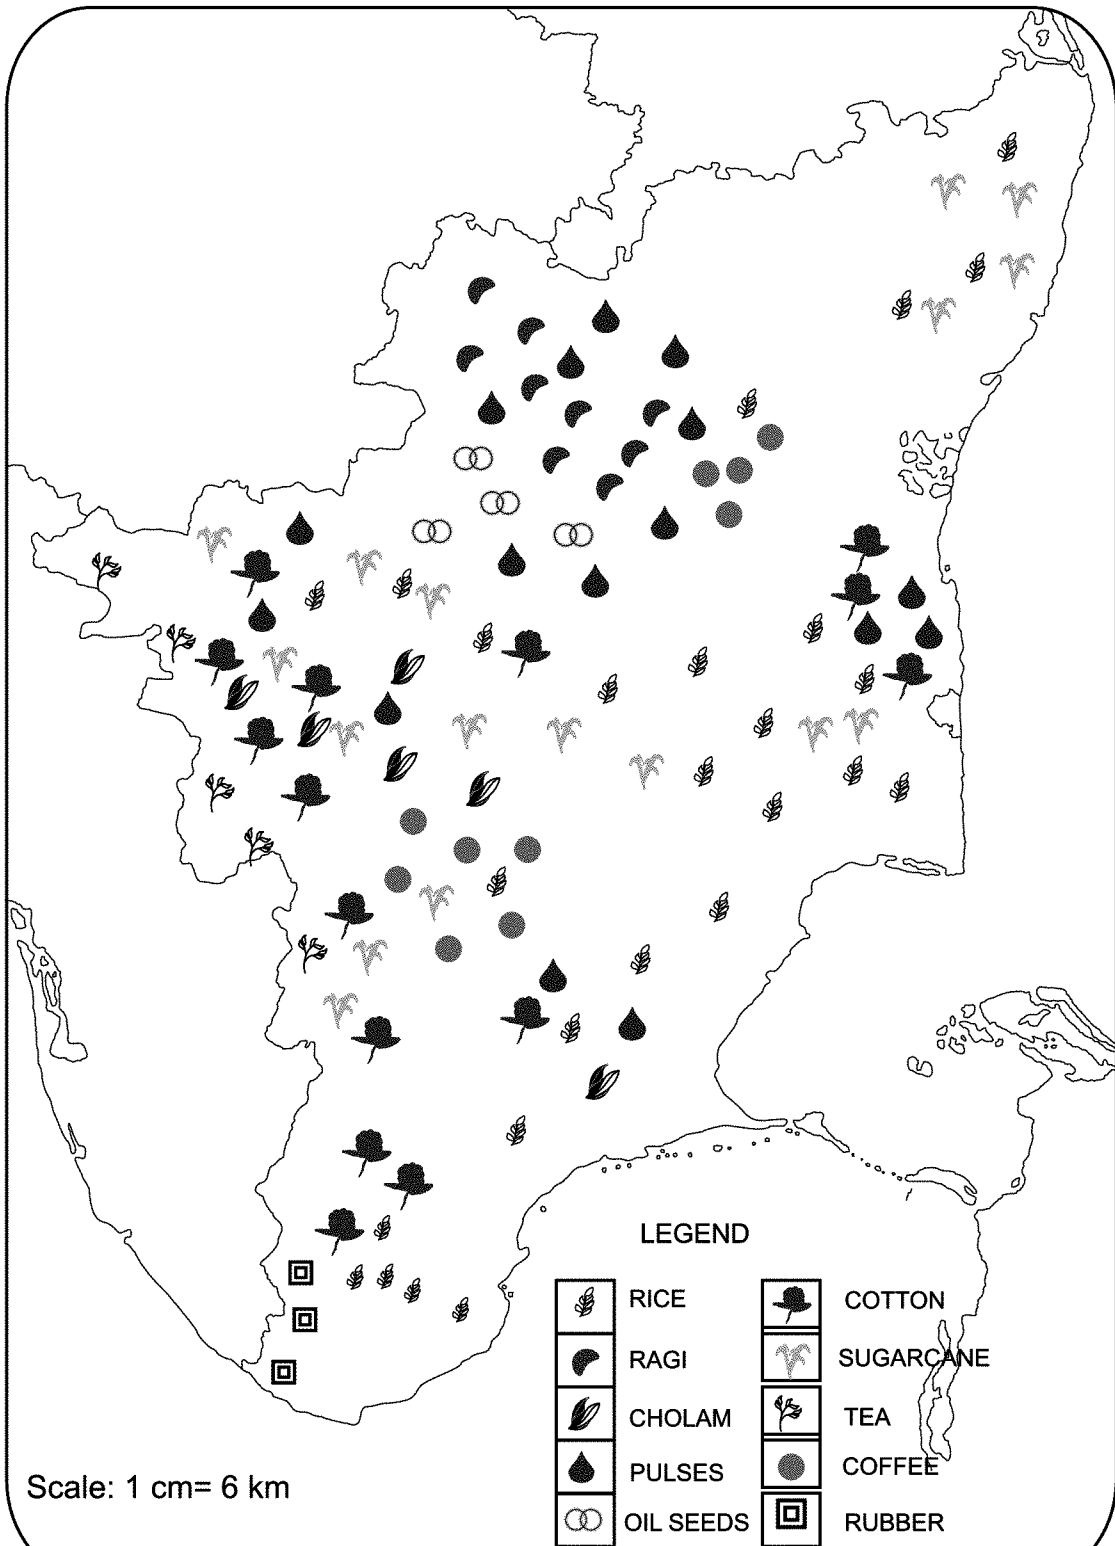 LEGEND
RICE
RAGI
CHOLAM
PULSES
OIL SEEDS
COTTON
SUGARCANE
TEA
COFFEE
RUBBER
Scale: 1 cm= 6 km